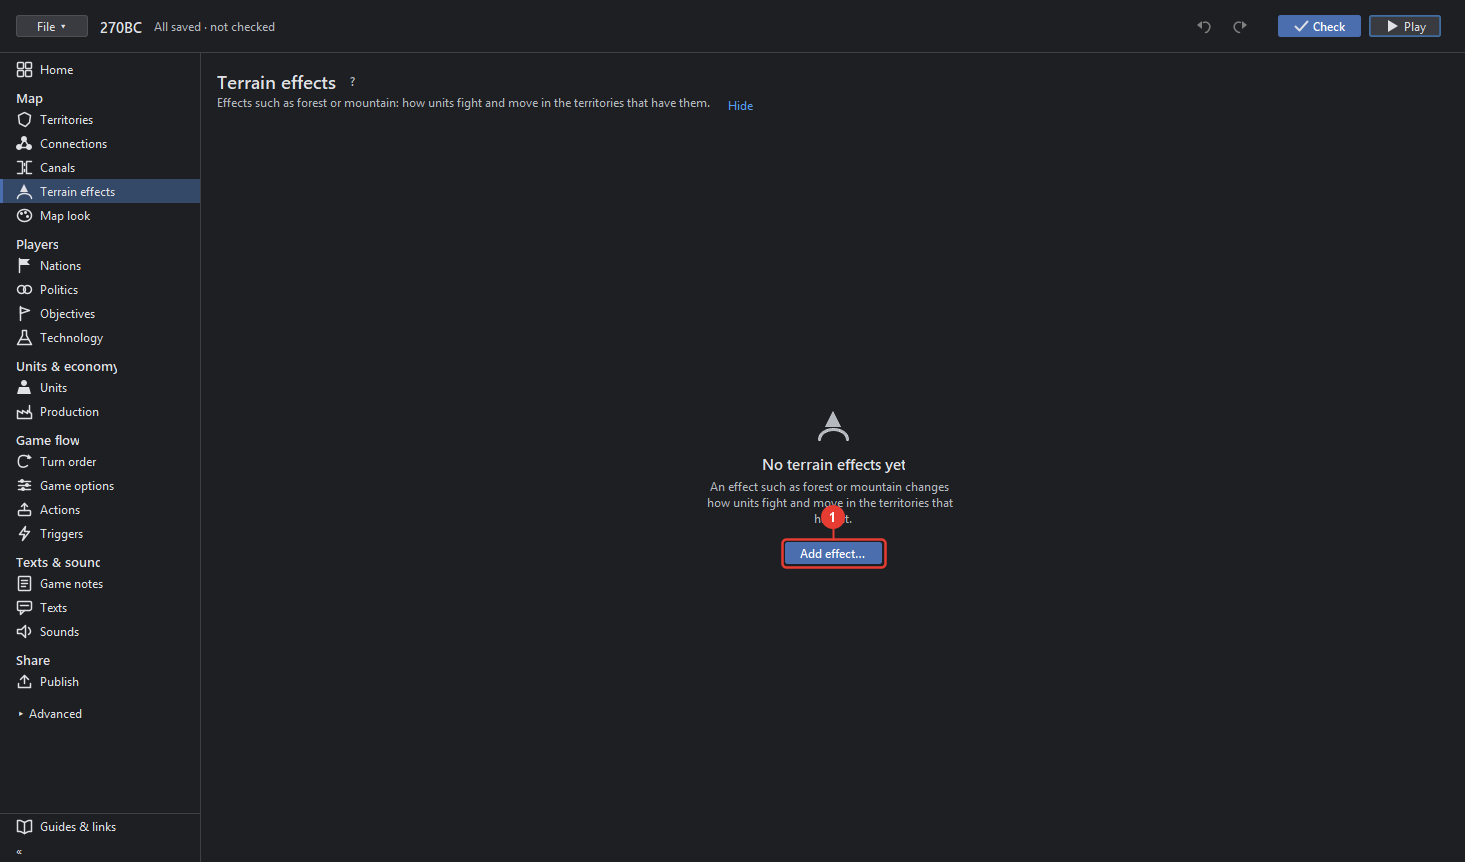 File ▾
270BC
All saved · not checked
Check
Play
Home
Map
Territories
Connections
Canals
Terrain effects
Map look
Players
Nations
Politics
Objectives
Technology
Units & economy
Units
Production
Game flow
Turn order
Game options
Actions
Triggers
Texts & sound
Game notes
Texts
Sounds
Share
Publish
▸ Advanced
Guides & links
«
Terrain effects ?
Effects such as forest or mountain: how units fight and move in the territories that have them. Hide
No terrain effects yet
An effect such as forest or mountain changes
how units fight and move in the territories that
1
Add effect...